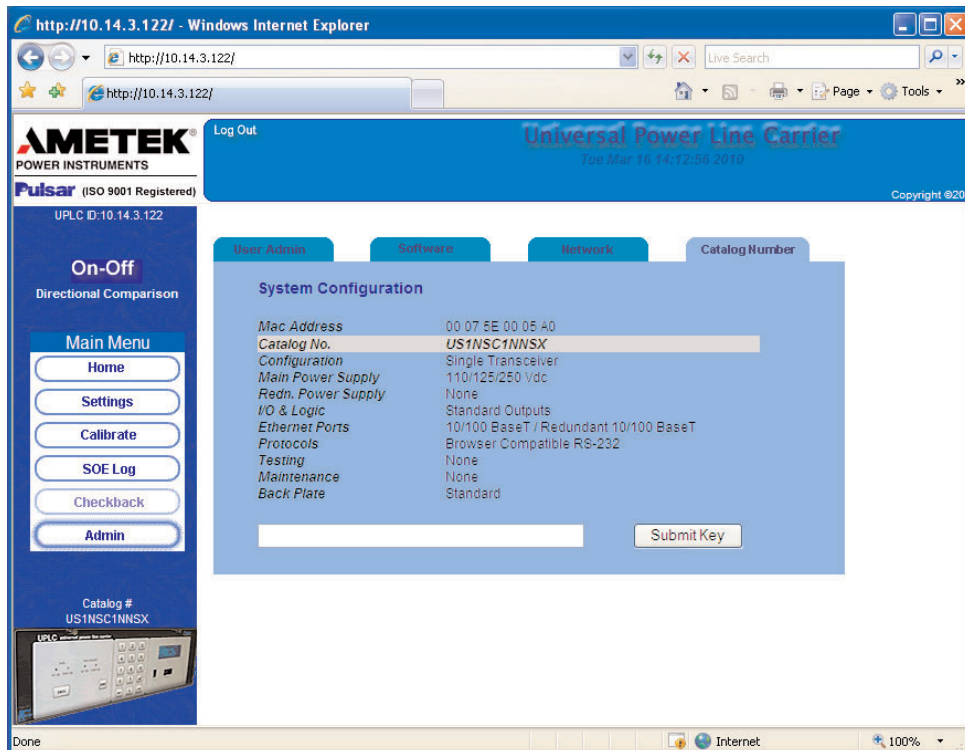 http://10.14.3.122/ - Windows Internet Explorer
http://10.14.3.122/
Live Search
http://10.14.3.122/
Page
Tools
»
AMETEK®
POWER INSTRUMENTS
Pulsar (ISO 9001 Registered)
Log Out
Universal Power Line Carrier
Tue Mar 16 14:12:56 2010
Copyright ©20
UPLC ID:10.14.3.122
On-Off
Directional Comparison
Main Menu
Home
Settings
Calibrate
SOE Log
Checkback
Admin
Catalog #
US1NSC1NNSX
UPLC
User Admin
Software
Network
Catalog Number
System Configuration
Mac Address 00 07 5E 00 05 A0
Catalog No. US1NSC1NNSX
Configuration Single Transceiver
Main Power Supply 110/125/250 Vdc
Redn. Power Supply None
I/O & Logic Standard Outputs
Ethernet Ports 10/100 BaseT / Redundant 10/100 BaseT
Protocols Browser Compatible RS-232
Testing None
Maintenance None
Back Plate Standard
Submit Key
Done
Internet
100%